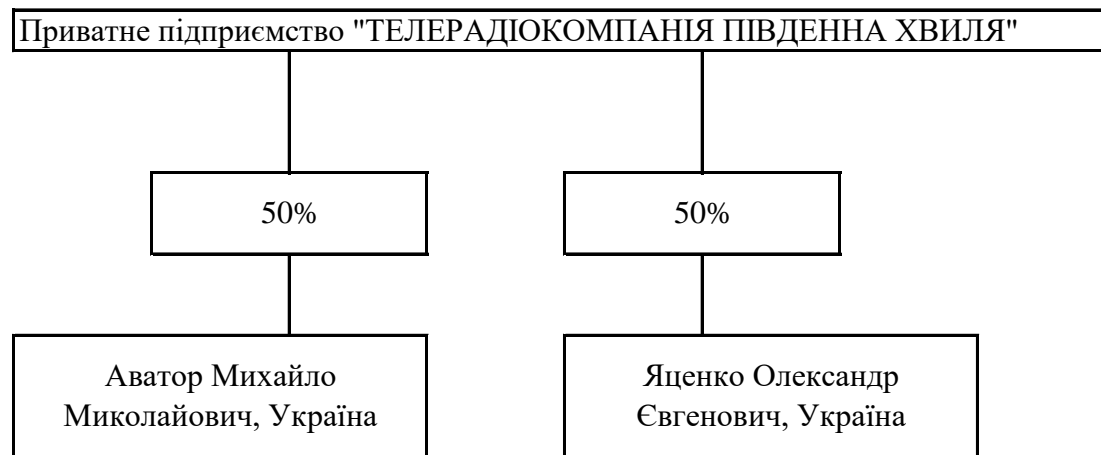 Приватне підприємство "ТЕЛЕРАДІОКОМПАНІЯ ПІВДЕННА ХВИЛЯ"
50%
50%
Аватор Михайло
Миколайович, Україна
Яценко Олександр
Євгенович, Україна